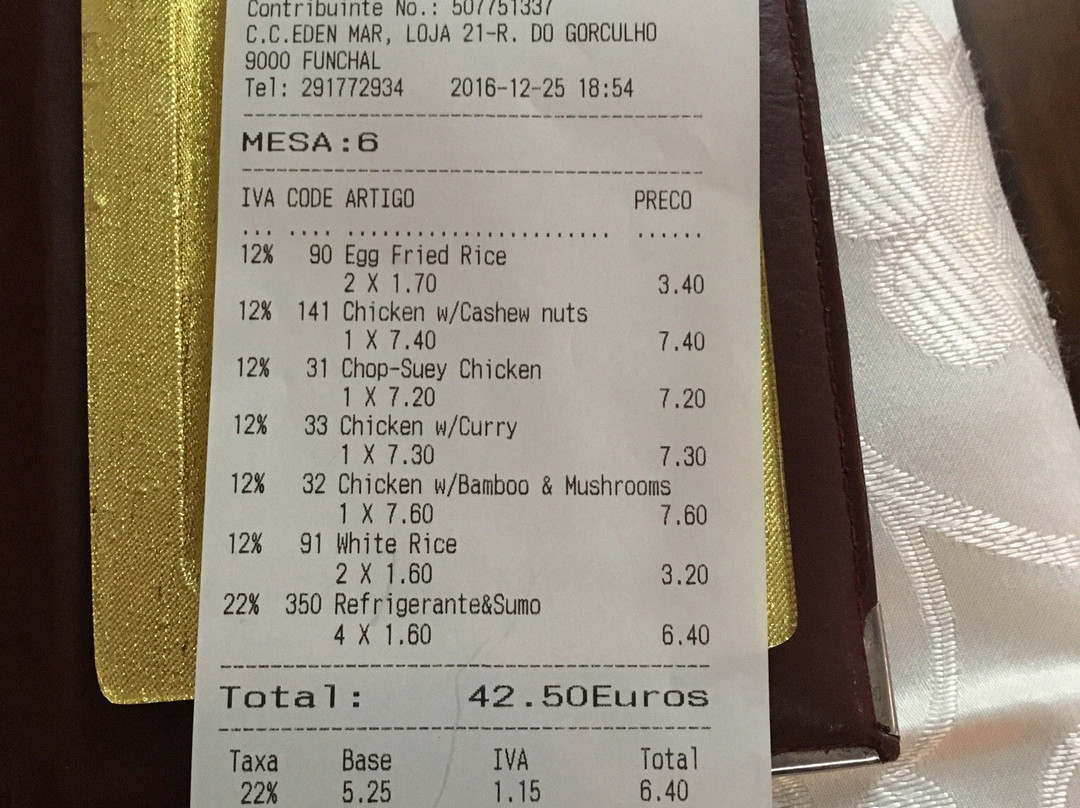 Contribuinte No.: 507751337
C.C.EDEN MAR, LOJA 21-R. DO GORCULHO
9000 FUNCHAL
Tel: 291772934 2016-12-25 18:54
MESA:6
IVA CODE ARTIGO PRECO
12% 90 Egg Fried Rice
2 X 1.70 3.40
12% 141 Chicken w/Cashew nuts
1 X 7.40 7.40
12% 31 Chop-Suey Chicken
1 X 7.20 7.20
12% 33 Chicken w/Curry
1 X 7.30 7.30
12% 32 Chicken w/Bamboo & Mushrooms
1 X 7.60 7.60
12% 91 White Rice
2 X 1.60 3.20
22% 350 Refrigerante&Sumo
4 X 1.60 6.40
Total: 42.50Euros
Taxa Base IVA Total
22% 5.25 1.15 6.40